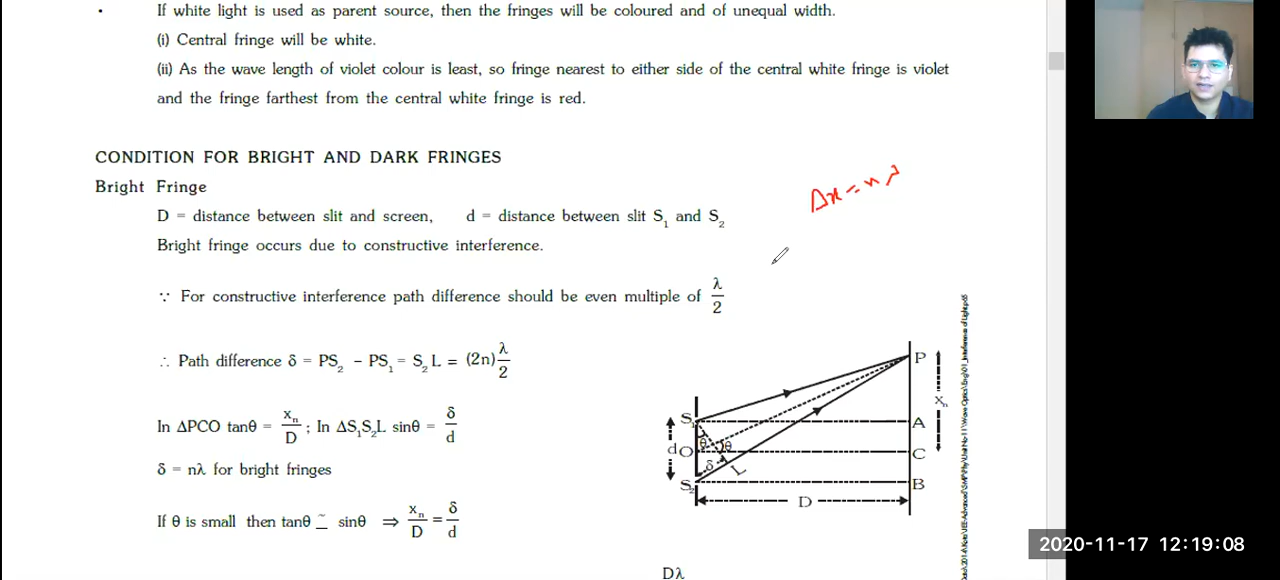 • If white light is used as parent source, then the fringes will be coloured and of unequal width.
(i) Central fringe will be white.
(ii) As the wave length of violet colour is least, so fringe nearest to either side of the central white fringe is violet
and the fringe farthest from the central white fringe is red.
CONDITION FOR BRIGHT AND DARK FRINGES
Bright Fringe
Δx = nλ
D = distance between slit and screen, d = distance between slit S₁ and S₂
Bright fringe occurs due to constructive interference.
∵ For constructive interference path difference should be even multiple of λ/2
∴ Path difference δ = PS₂ − PS₁ = S₂ L = (2n) λ/2
In ΔPCO tanθ = xₙ/D ; In ΔS₁S₂L sinθ = δ/d
δ = nλ for bright fringes
If θ is small then tanθ ≃ sinθ ⇒ xₙ/D = δ/d
Dλ
P
xₙ
S₁
A
θ
θ
d
O
C
δ
L
S₂
B
D
2020-11-17 12:19:08